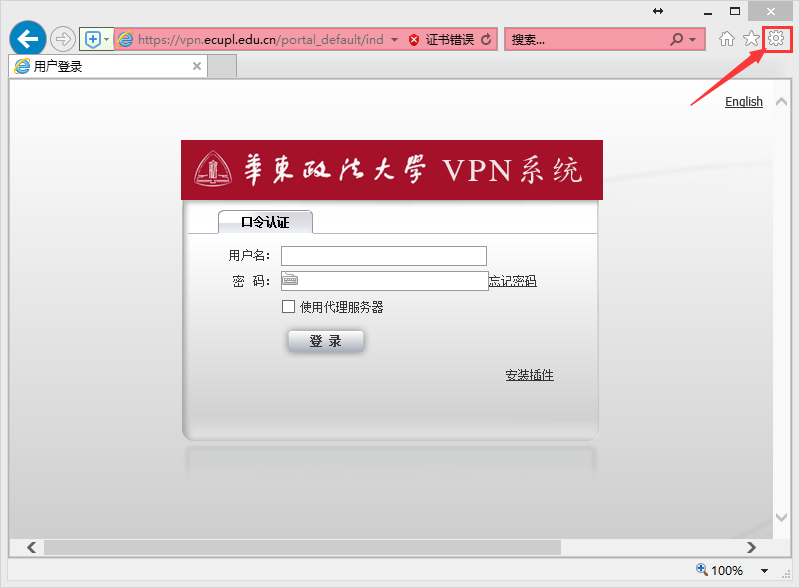 https://vpn.ecupl.edu.cn/portal_default/ind
证书错误
搜索...
用户登录
English
華東政法大學 VPN系统
口令认证
用户名:
密 码:
忘记密码
使用代理服务器
登 录
安装插件
100%